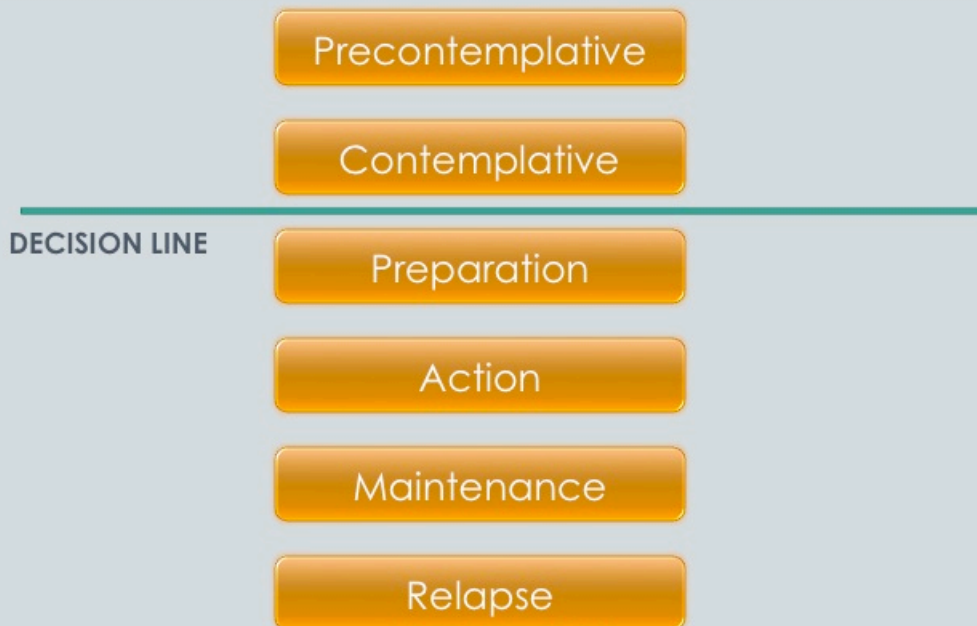 Precontemplative
Contemplative
DECISION LINE
Preparation
Action
Maintenance
Relapse